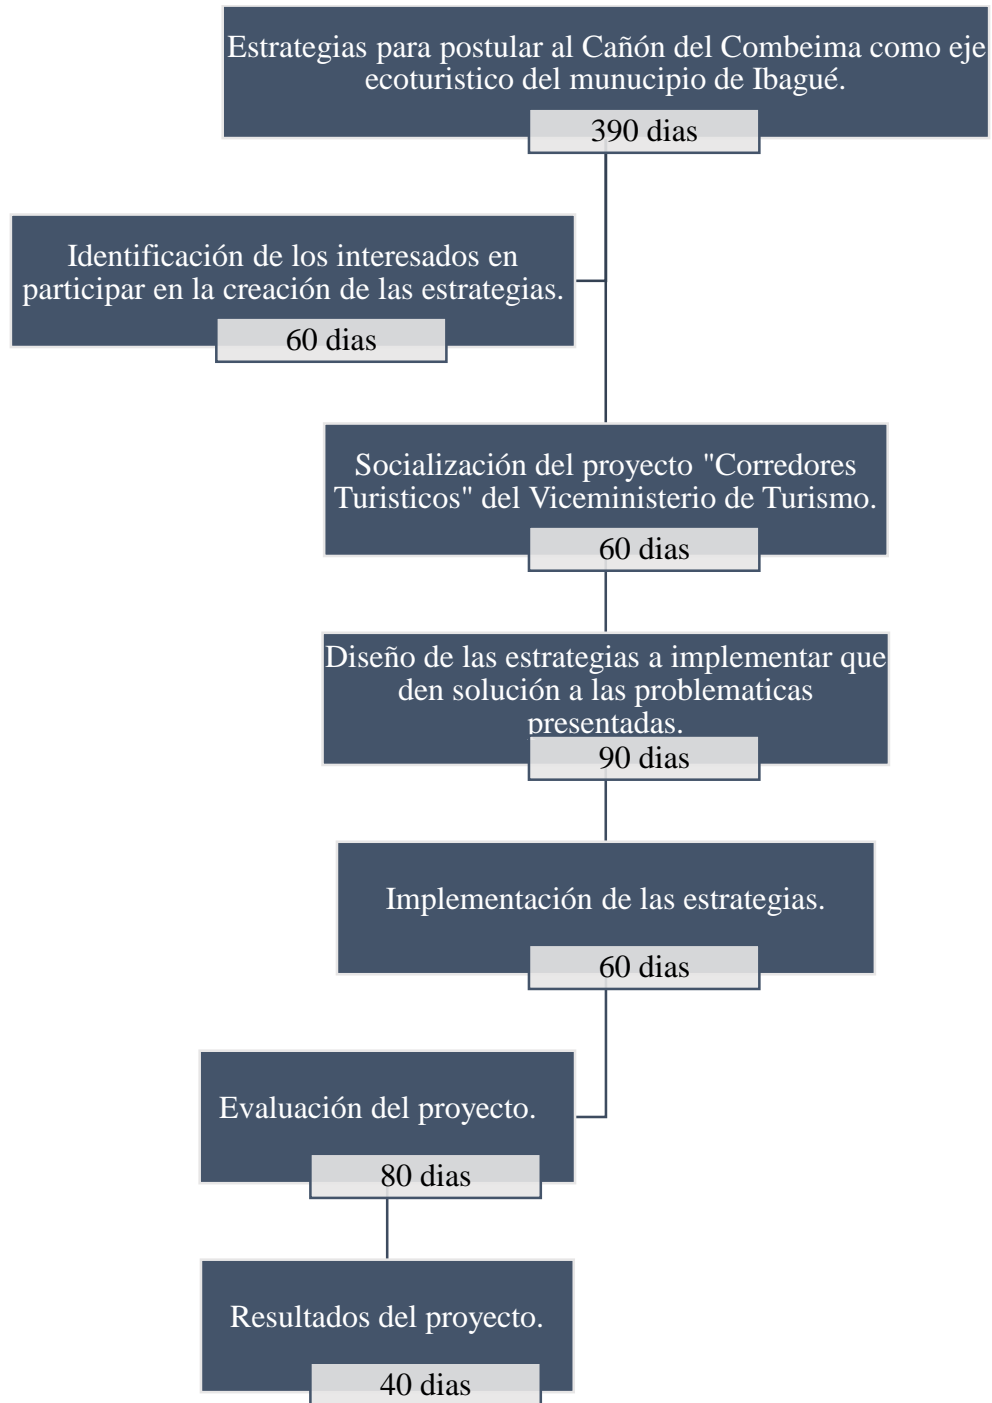 Estrategias para postular al Cañón del Combeima como eje
ecoturistico del munucipio de Ibagué.
390 dias
Identificación de los interesados en
participar en la creación de las estrategias.
60 dias
Socialización del proyecto "Corredores
Turisticos" del Viceministerio de Turismo.
60 dias
Diseño de las estrategias a implementar que
den solución a las problematicas
presentadas.
90 dias
Implementación de las estrategias.
60 dias
Evaluación del proyecto.
80 dias
Resultados del proyecto.
40 dias